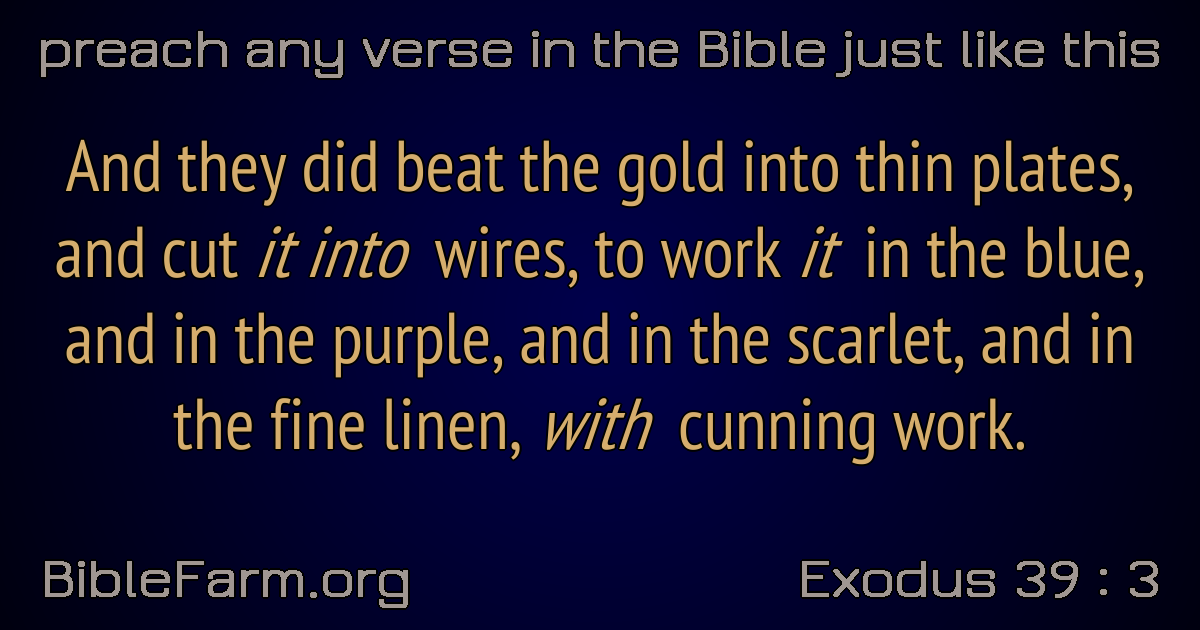 preach any verse in the Bible just like this
And they did beat the gold into thin plates,
and cut it into wires, to work it in the blue,
and in the purple, and in the scarlet, and in
the fine linen, with cunning work.
BibleFarm.org
Exodus 39 : 3